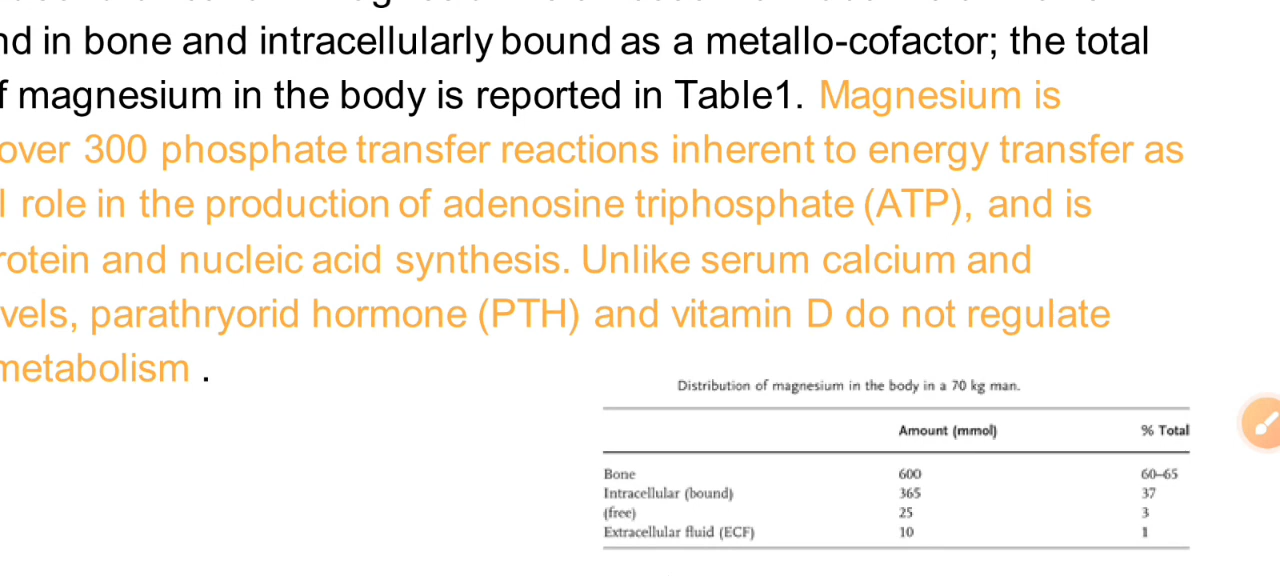 in bone and intracellularly bound as a metallo-cofactor; the total
magnesium in the body is reported in Table1. Magnesium is
over 300 phosphate transfer reactions inherent to energy transfer as
role in the production of adenosine triphosphate (ATP), and is
and nucleic acid synthesis. Unlike serum calcium and
parathryorid hormone (PTH) and vitamin D do not regulate
metabolism .
Distribution of magnesium in the body in a 70 kg man.
Amount (mmol) % Total
Bone 600 60–65
Intracellular (bound) 365 37
(free) 25 3
Extracellular fluid (ECF) 10 1